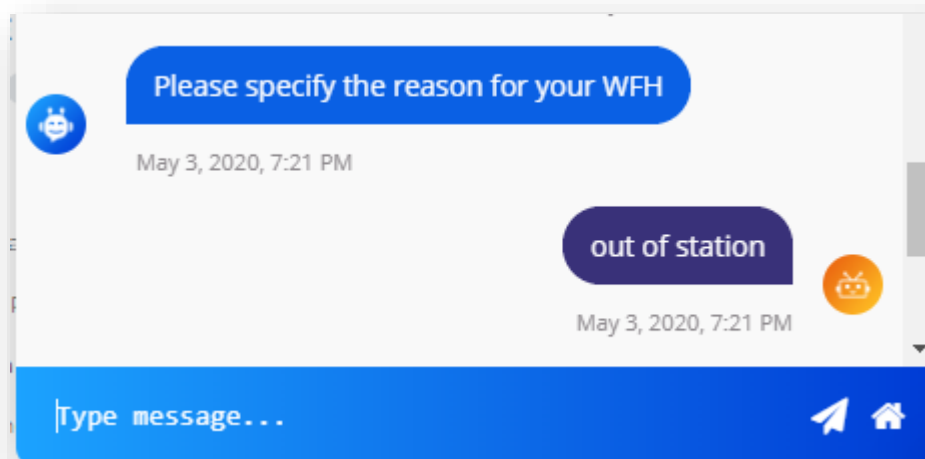 Please specify the reason for your WFH
May 3, 2020, 7:21 PM
out of station
May 3, 2020, 7:21 PM
Type message...